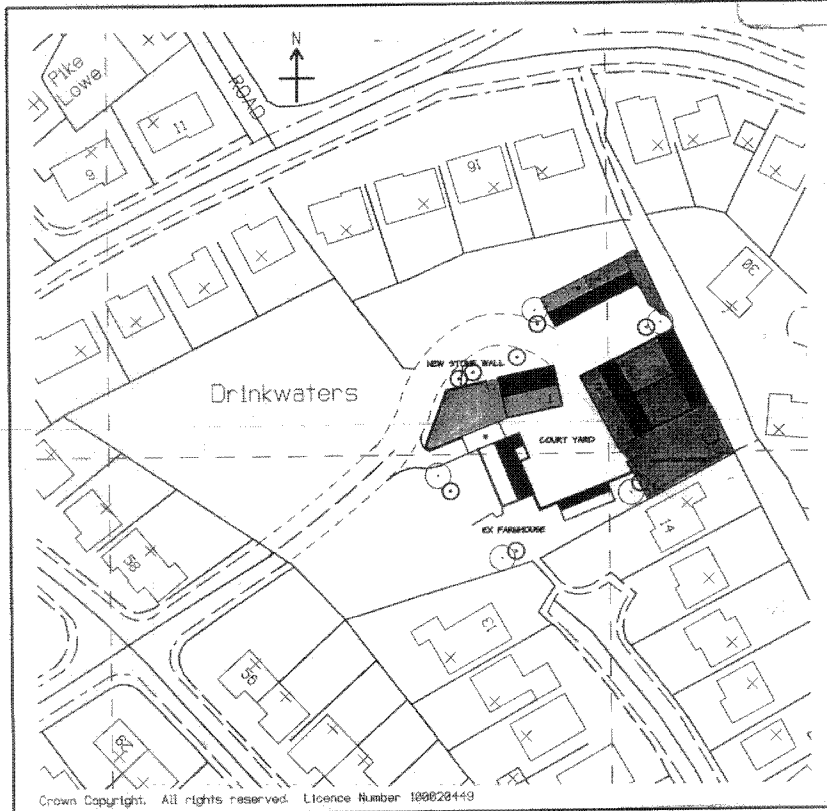 N
Pike
Lowe
ROAD
11
9
16
30
NEW STONE WALL
Drinkwaters
COURT YARD
EX FARMHOUSE
14
58
13
56
64
Crown Copyright. All rights reserved. Licence Number 100020449